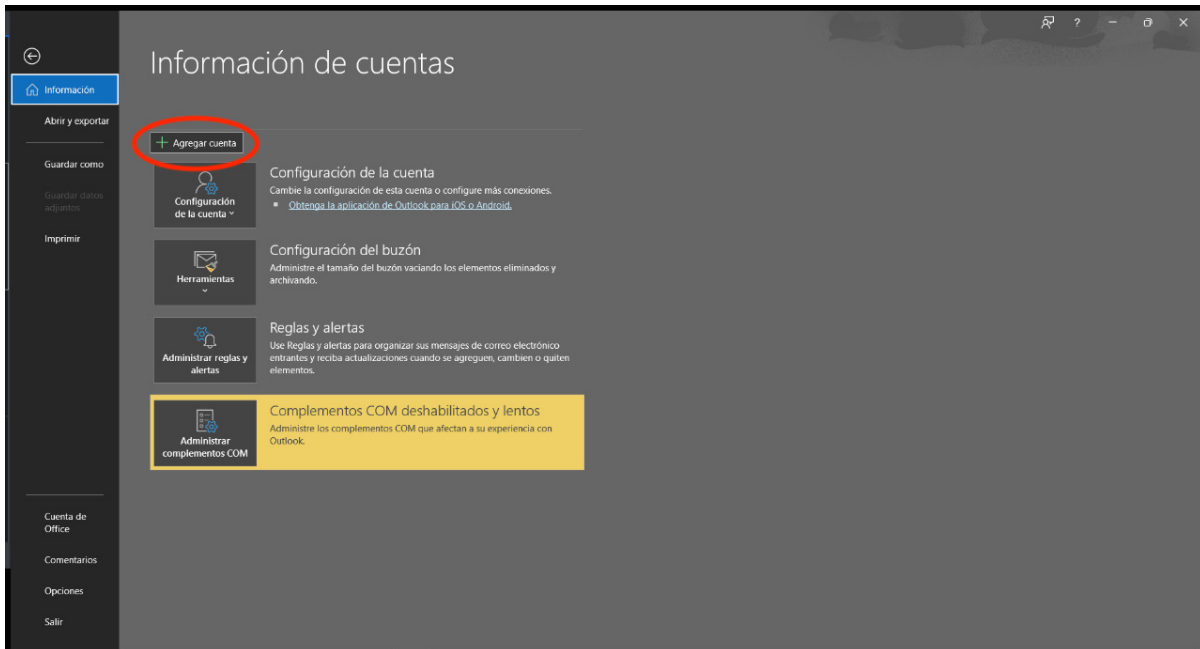 ?
Información de cuentas
Información
Abrir y exportar
Guardar como
Guardar datos
adjuntos
Imprimir
Cuenta de
Office
Comentarios
Opciones
Salir
Agregar cuenta
Configuración
de la cuenta
Configuración de la cuenta
Cambie la configuración de esta cuenta o configure más conexiones.
Obtenga la aplicación de Outlook para iOS o Android.
Herramientas
Configuración del buzón
Administre el tamaño del buzón vaciando los elementos eliminados y
archivando.
Administrar reglas y
alertas
Reglas y alertas
Use Reglas y alertas para organizar sus mensajes de correo electrónico
entrantes y reciba actualizaciones cuando se agreguen, cambien o quiten
elementos.
Administrar
complementos COM
Complementos COM deshabilitados y lentos
Administre los complementos COM que afectan a su experiencia con
Outlook.